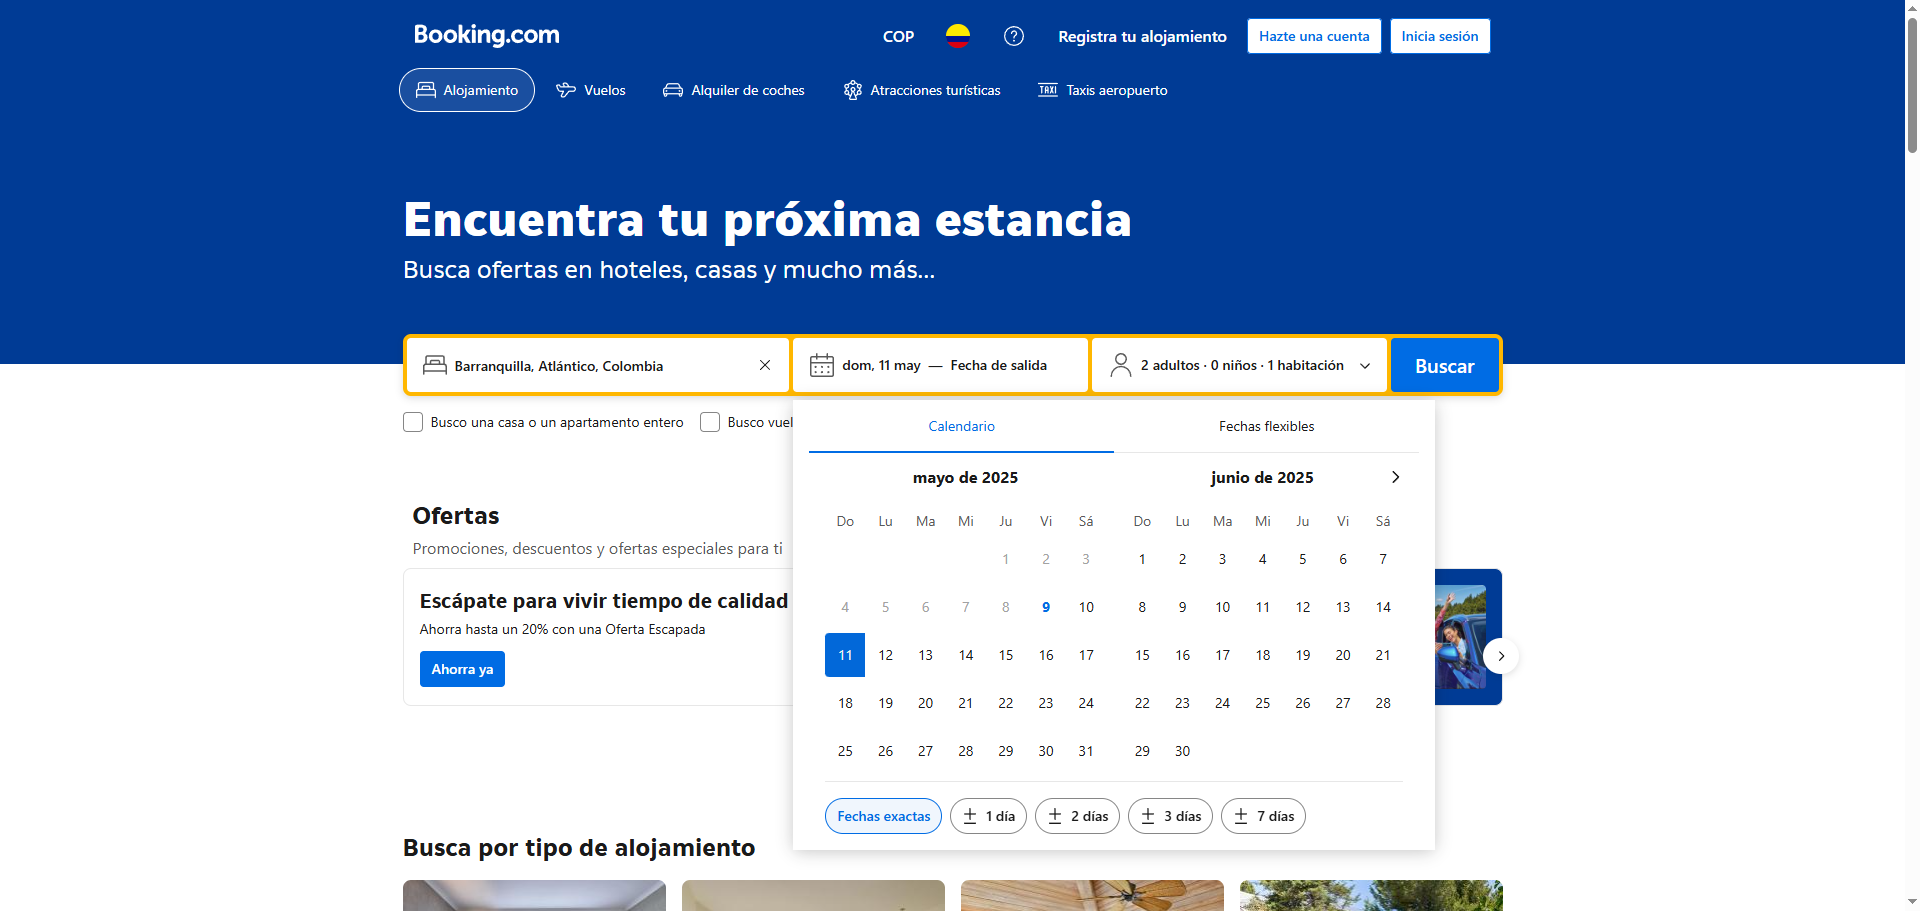 Booking.com
COP
Registra tu alojamiento
Hazte una cuenta
Inicia sesión
Alojamiento
Vuelos
Alquiler de coches
Atracciones turísticas
TAXI
Taxis aeropuerto
Encuentra tu próxima estancia
Busca ofertas en hoteles, casas y mucho más...
Barranquilla, Atlántico, Colombia
dom, 11 may — Fecha de salida
2 adultos · 0 niños · 1 habitación
Buscar
Busco una casa o un apartamento entero
Busco vuel
Calendario
Fechas flexibles
mayo de 2025
Do Lu Ma Mi Ju Vi Sá
1 2 3
4 5 6 7 8 9 10
11 12 13 14 15 16 17
18 19 20 21 22 23 24
25 26 27 28 29 30 31
junio de 2025
Do Lu Ma Mi Ju Vi Sá
1 2 3 4 5 6 7
8 9 10 11 12 13 14
15 16 17 18 19 20 21
22 23 24 25 26 27 28
29 30
Fechas exactas
± 1 día
± 2 días
± 3 días
± 7 días
Ofertas
Promociones, descuentos y ofertas especiales para ti
Escápate para vivir tiempo de calidad
Ahorra hasta un 20% con una Oferta Escapada
Ahorra ya
Busca por tipo de alojamiento